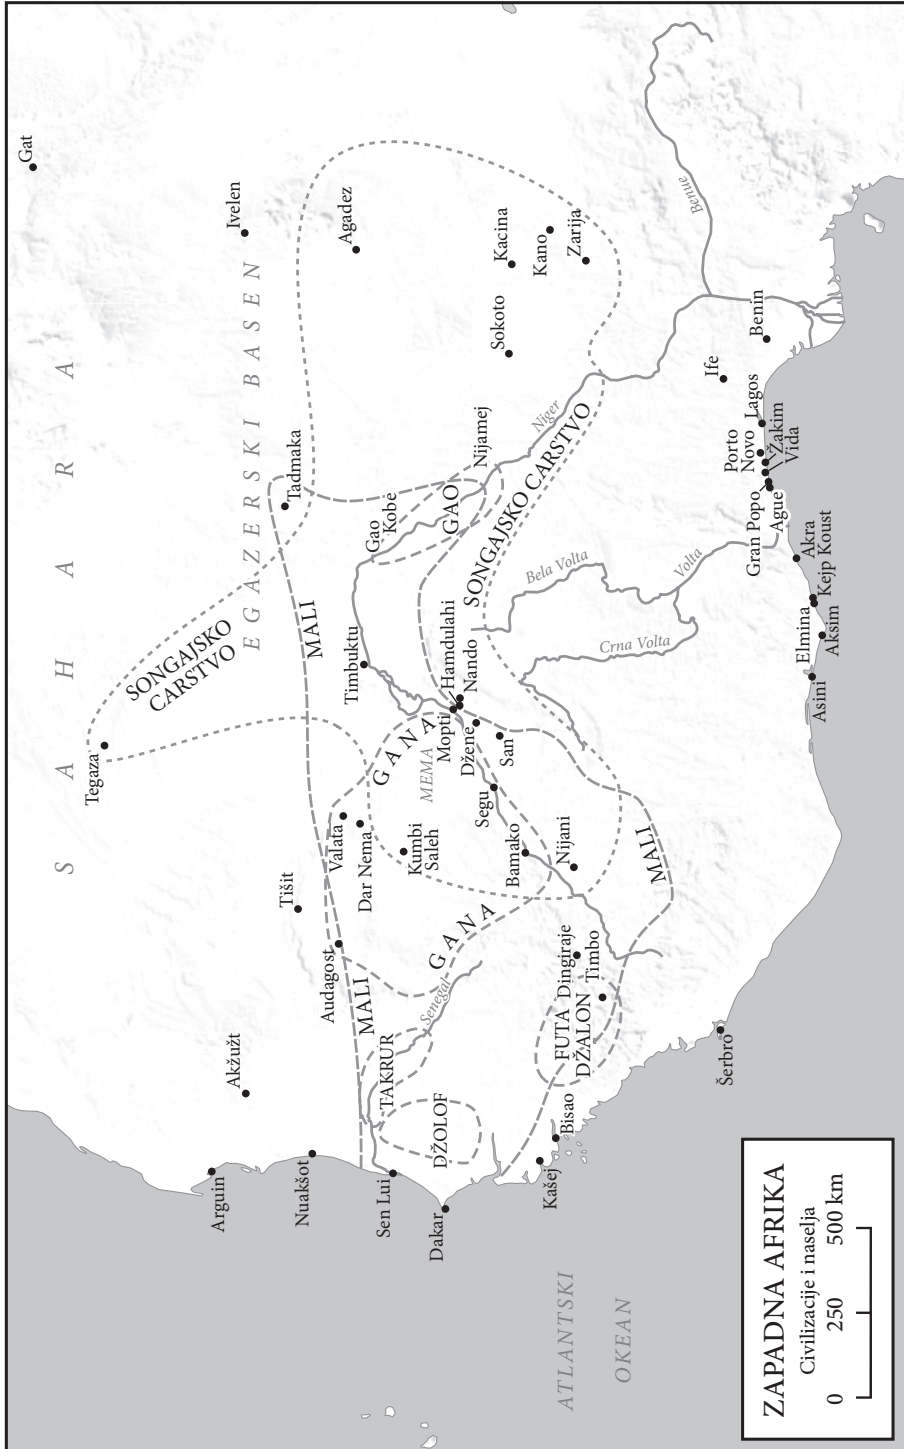 ZAPADNA AFRIKA
Civilizacije i naselja
0 250 500 km
ATLANTSKI
OKEAN
S A H A R A
EGAZERSKI BASEN
SONGAJSKO
CARSTVO
MALI
MALI
MALI
GANA
GANA
MEMA
TAKRUR
DŽOLOF
FUTA
DŽALON
GAO
SONGAJSKO CARSTVO
Gat
Ivelen
Agadez
Tadmaka
Tegaza
Tišit
Akžužt
Arguin
Nuakšot
Sen Lui
Dakar
Audagost
Valata
Dar Nema
Kumbi
Saleh
Timbuktu
Gao
Kobe
Nijamej
Niger
Hamdulahi
Nando
Mopti
Džene
San
Segu
Bamako
Nijani
Senegal
Dingiraje
Timbo
Kašej
Bisao
Šerbro
Sokoto
Kacina
Kano
Zarija
Benue
Bela Volta
Crna Volta
Volta
Ife
Benin
Lagos
Porto
Novo
Žakim
Vida
Gran Popo
Ague
Akra
Kejp Koust
Elmina
Aksim
Asini